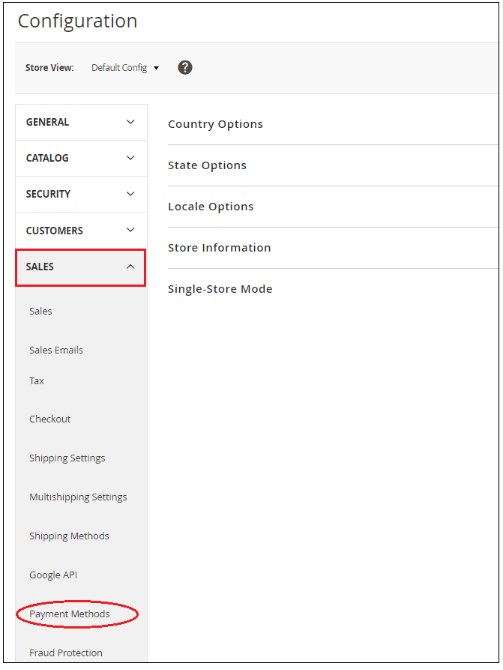 Configuration
Store View: Default Config ?
GENERAL
CATALOG
SECURITY
CUSTOMERS
SALES
Sales
Sales Emails
Tax
Checkout
Shipping Settings
Multishipping Settings
Shipping Methods
Google API
Payment Methods
Fraud Protection
Country Options
State Options
Locale Options
Store Information
Single-Store Mode